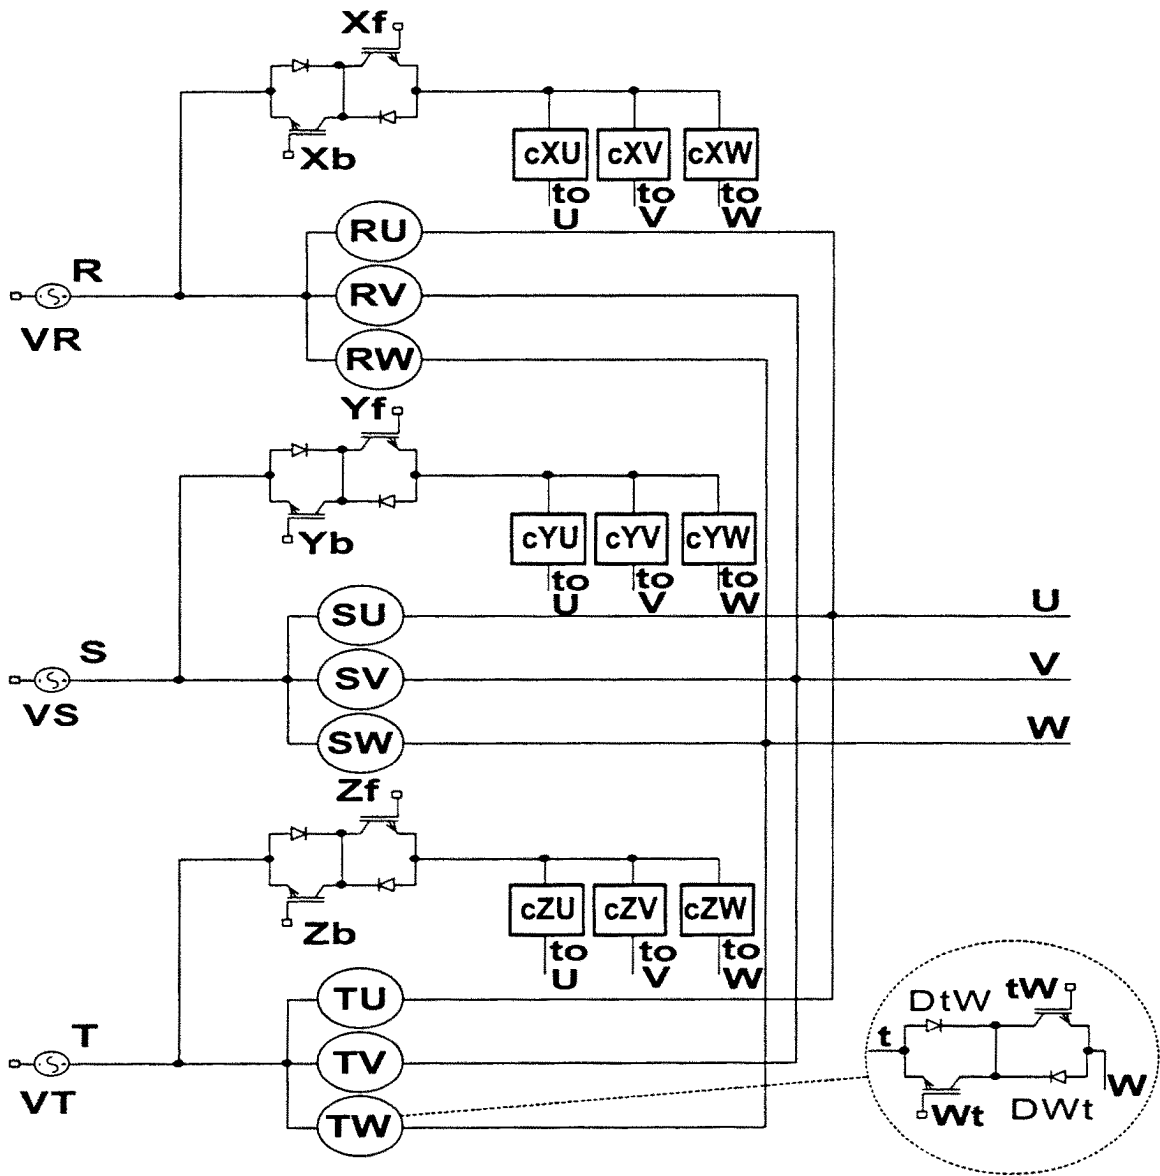 Xf
Xb
cXU cXV cXW
to to to
U V W
RU
R
RV
VR
RW
Yf
Yb
cYU cYV cYW
to to to
U V W
SU
U
S
SV
V
VS
SW
W
Zf
Zb
cZU cZV cZW
to to to
U V W
TU
T
TV
VT
TW
DtW tW
t
W
Wt DWt